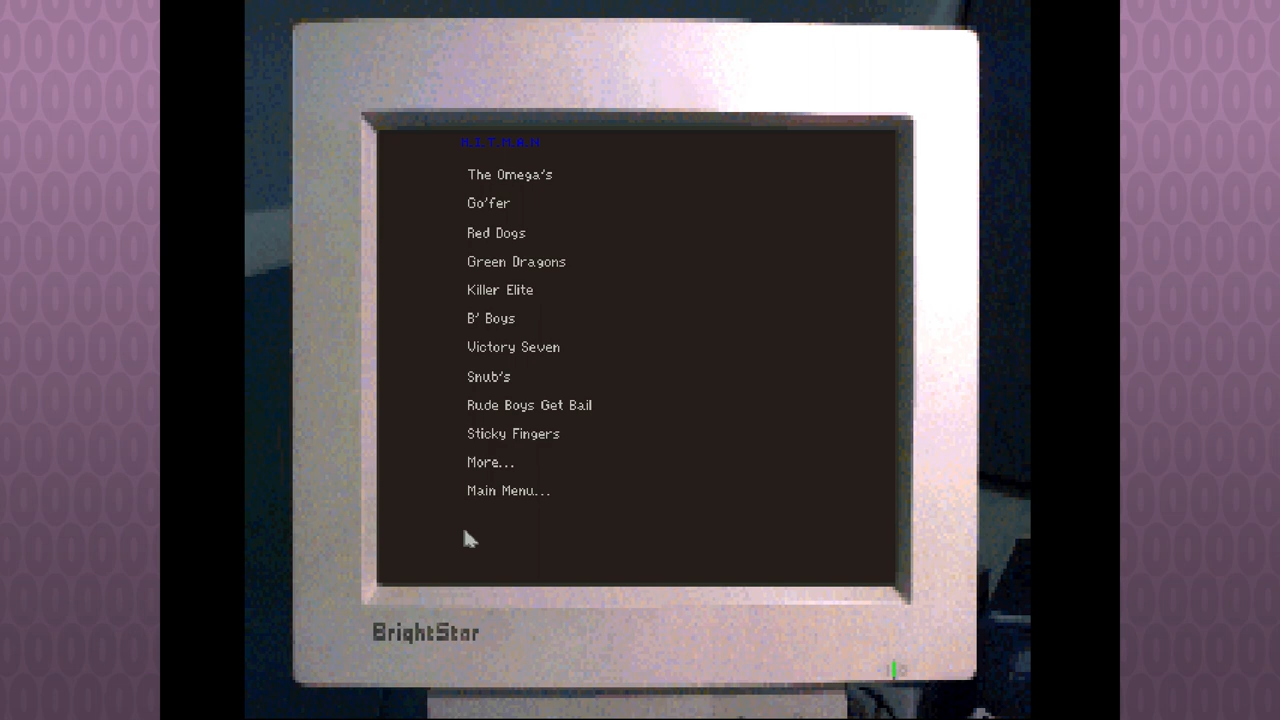 H.I.T.M.A.N
The Omega's
Go'fer
Red Dogs
Green Dragons
Killer Elite
B' Boys
Victory Seven
Snub's
Rude Boys Get Bail
Sticky Fingers
More...
Main Menu...
BrightStar